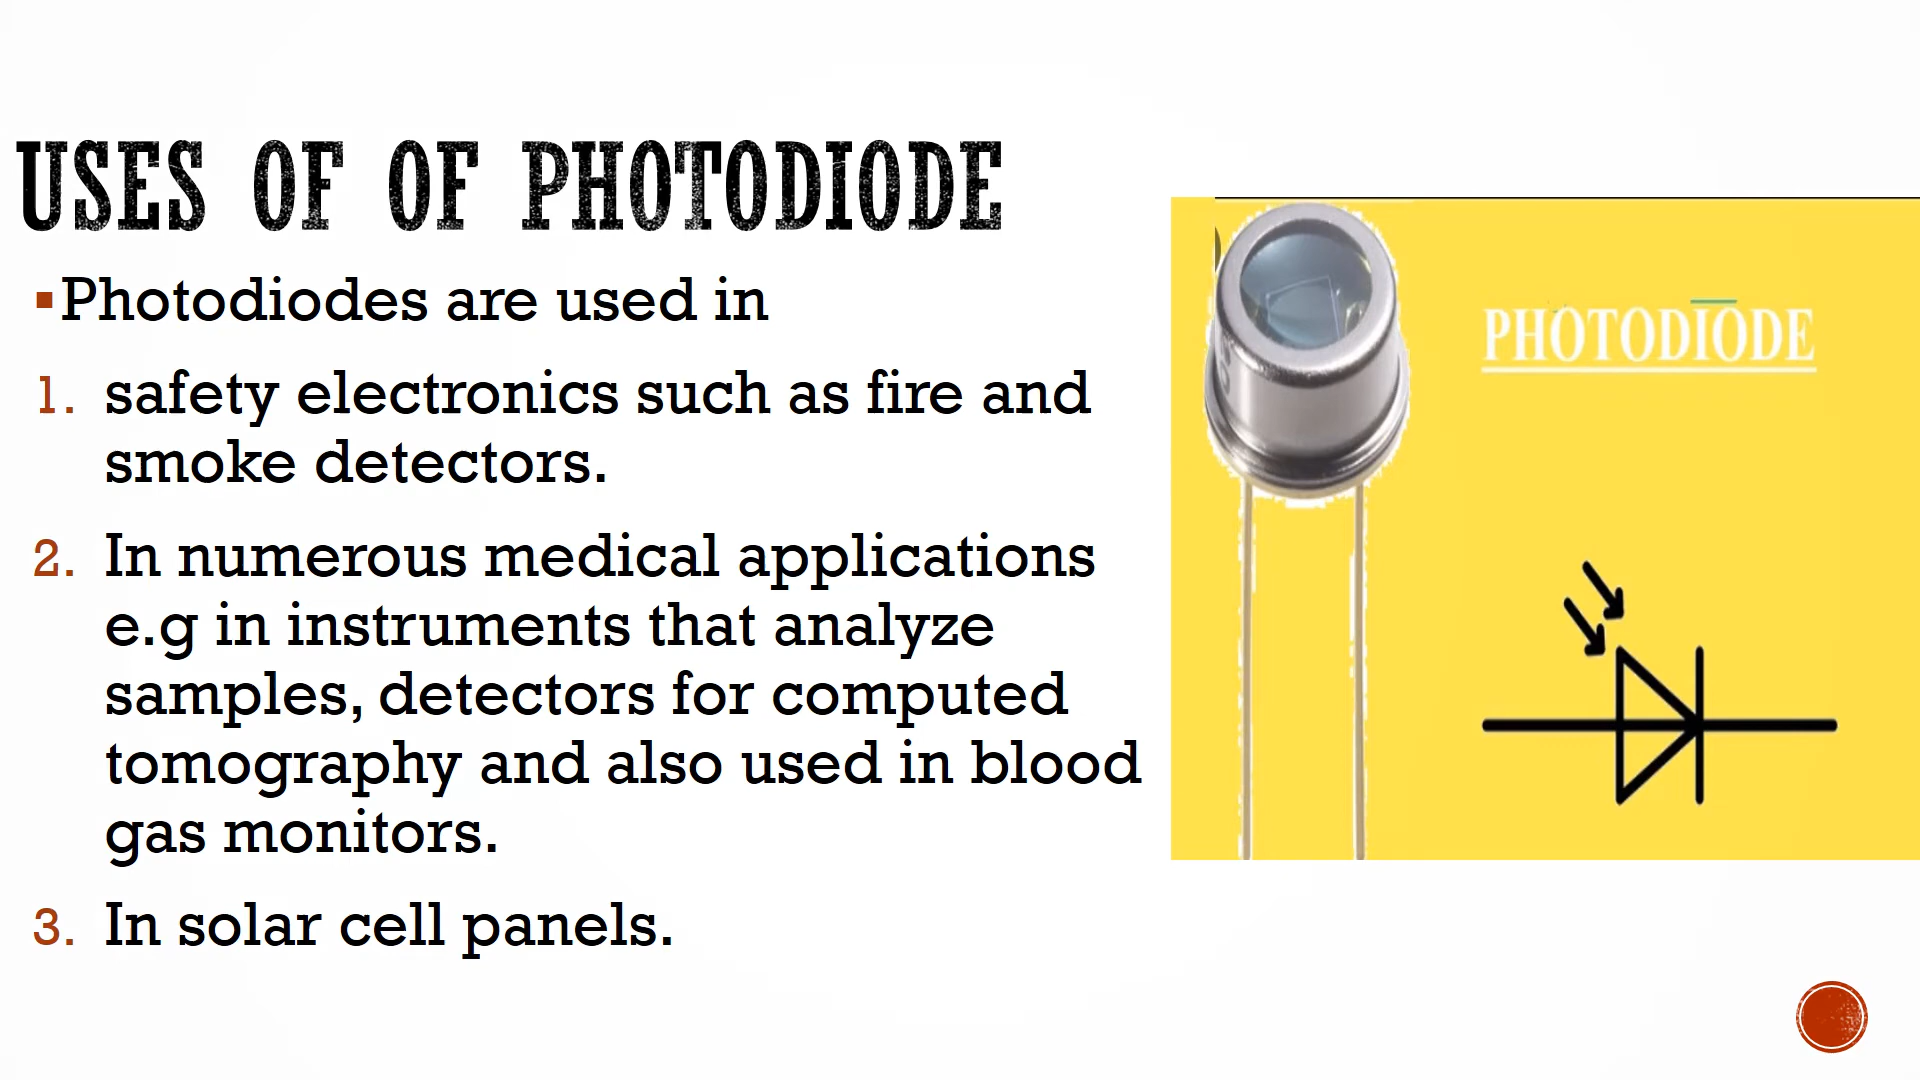 USES OF OF PHOTODIODE
▪Photodiodes are used in
1. safety electronics such as fire and
smoke detectors.
2. In numerous medical applications
e.g in instruments that analyze
samples, detectors for computed
tomography and also used in blood
gas monitors.
3. In solar cell panels.
PHOTODIODE